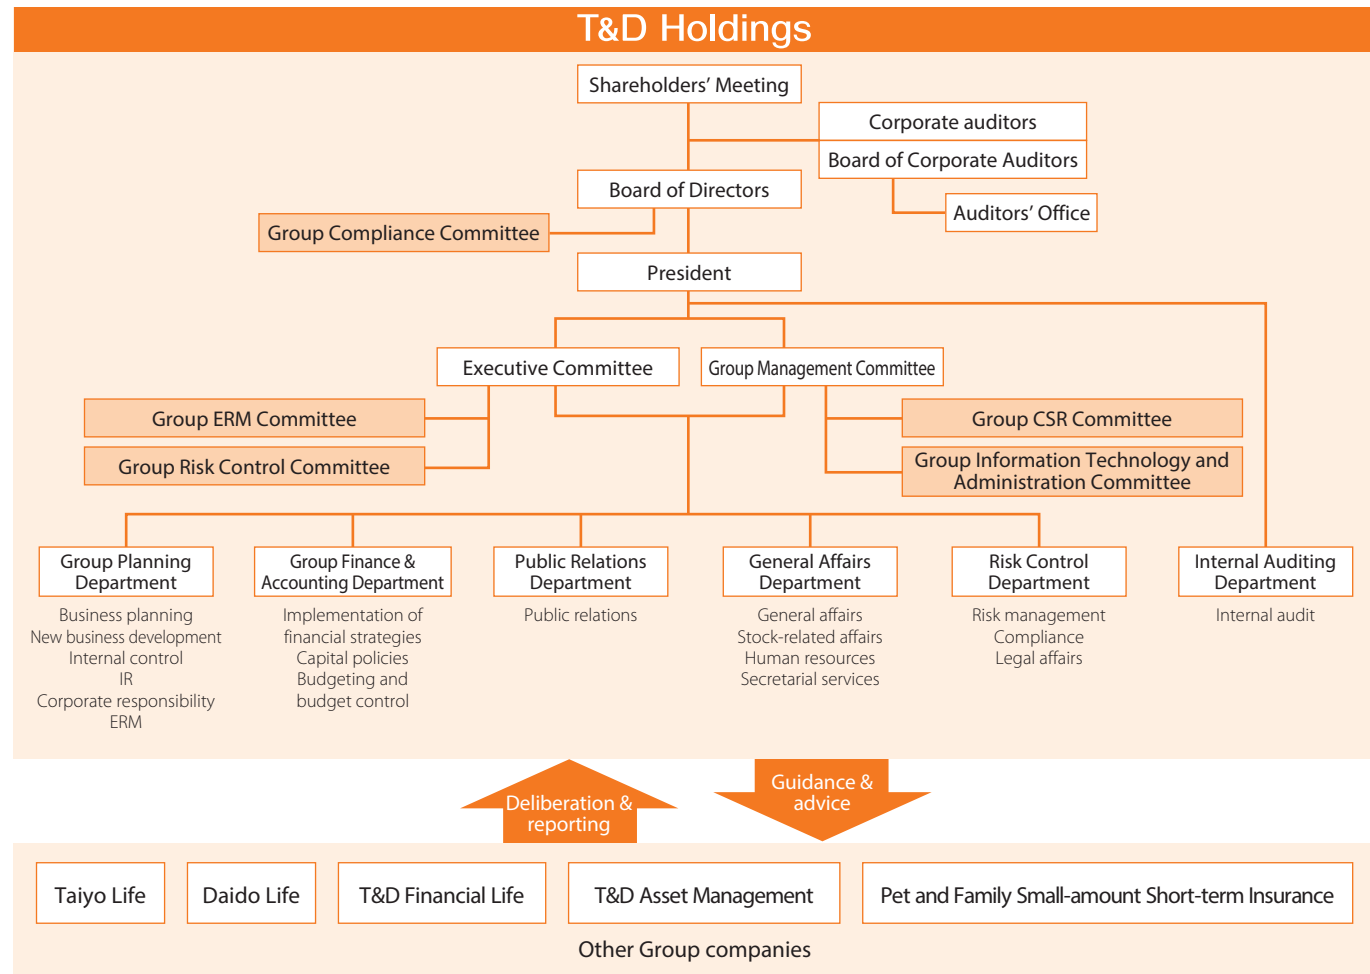 T&D Holdings
Shareholders’ Meeting
Corporate auditors
Board of Corporate Auditors
Board of Directors
Auditors’ Office
Group Compliance Committee
President
Executive Committee
Group Management Committee
Group ERM Committee
Group CSR Committee
Group Risk Control Committee
Group Information Technology and
Administration Committee
Group Planning
Department
Business planning
New business development
Internal control
IR
Corporate responsibility
ERM
Group Finance &
Accounting Department
Implementation of
financial strategies
Capital policies
Budgeting and
budget control
Public Relations
Department
Public relations
General Affairs
Department
General affairs
Stock-related affairs
Human resources
Secretarial services
Risk Control
Department
Risk management
Compliance
Legal affairs
Internal Auditing
Department
Internal audit
Deliberation &
reporting
Guidance &
advice
Taiyo Life
Daido Life
T&D Financial Life
T&D Asset Management
Pet and Family Small-amount Short-term Insurance
Other Group companies